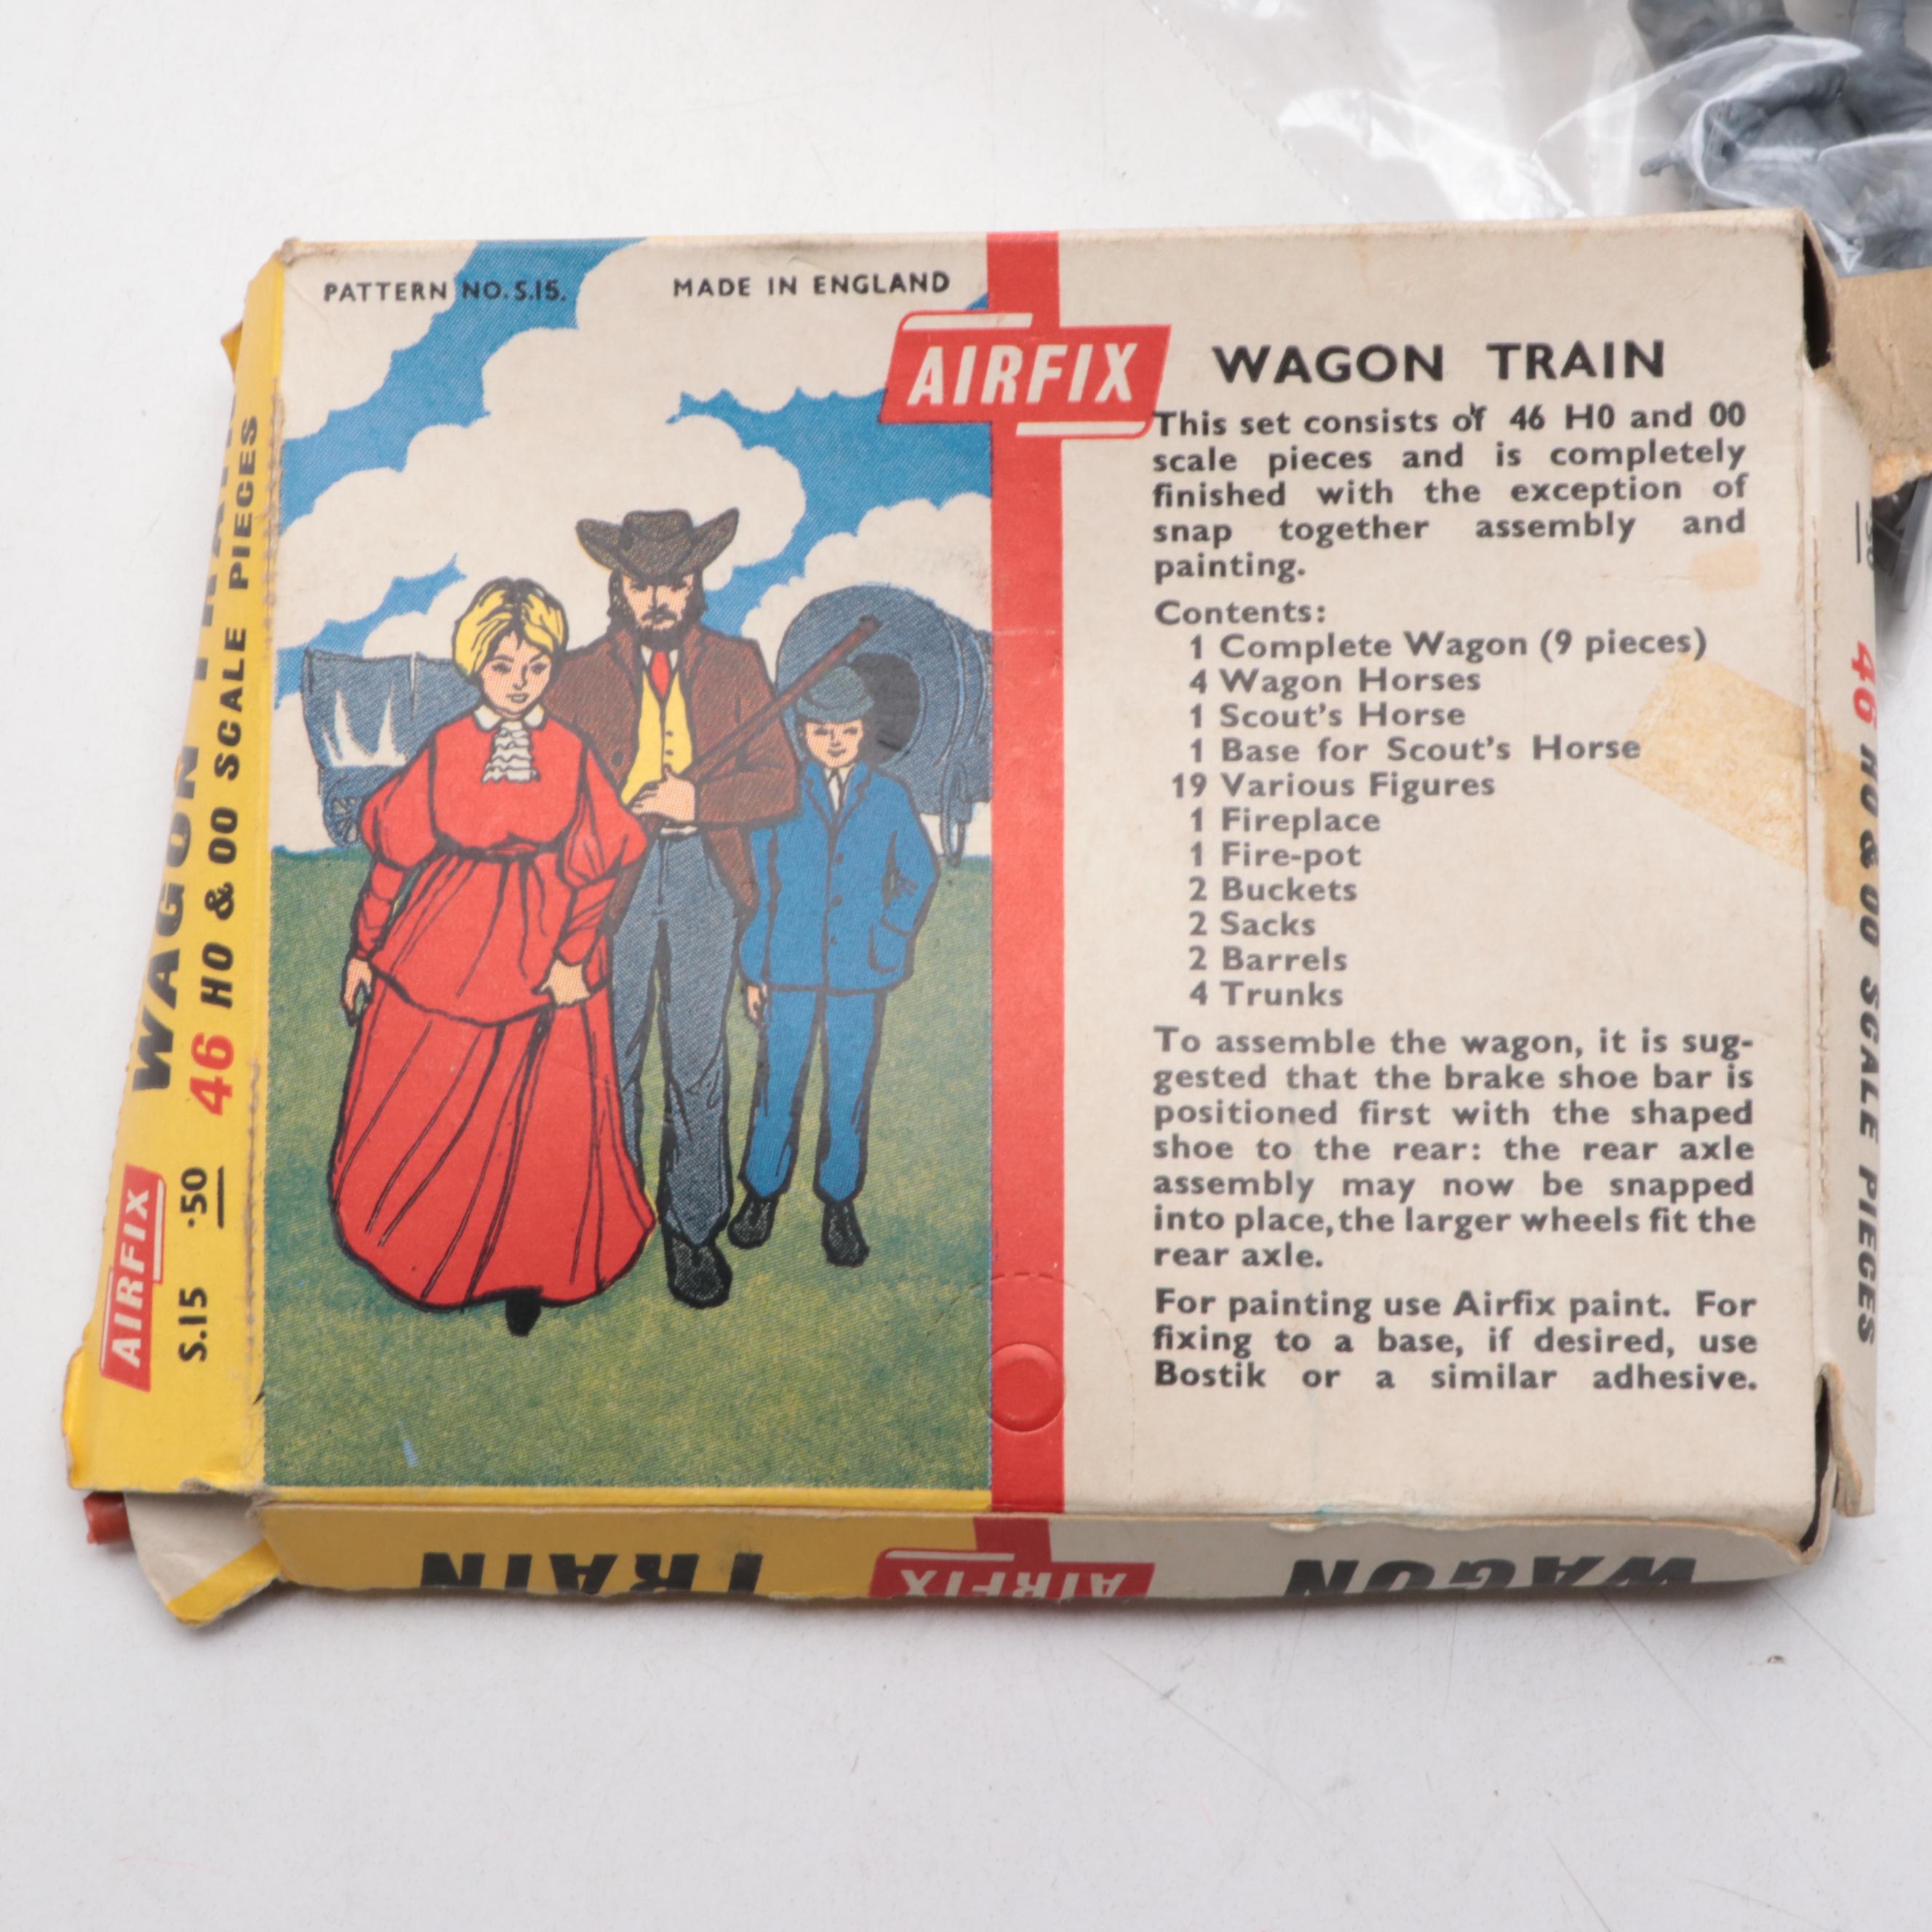 PATTERN NO. S.15.
MADE IN ENGLAND
AIRFIX
WAGON TRAIN
This set consists of 46 H0 and 00
scale pieces and is completely
finished with the exception of
snap together assembly and
painting.
Contents:
1 Complete Wagon (9 pieces)
4 Wagon Horses
1 Scout's Horse
1 Base for Scout's Horse
19 Various Figures
1 Fireplace
1 Fire-pot
2 Buckets
2 Sacks
2 Barrels
4 Trunks
To assemble the wagon, it is sug-
gested that the brake shoe bar is
positioned first with the shaped
shoe to the rear: the rear axle
assembly may now be snapped
into place, the larger wheels fit the
rear axle.
For painting use Airfix paint. For
fixing to a base, if desired, use
Bostik or a similar adhesive.
AIRFIX
WAGON TRAIN
S.15 .50 46 H0 & 00 SCALE PIECES
46 H0 & 00 SCALE PIECES
WAGON AIRFIX TRAIN